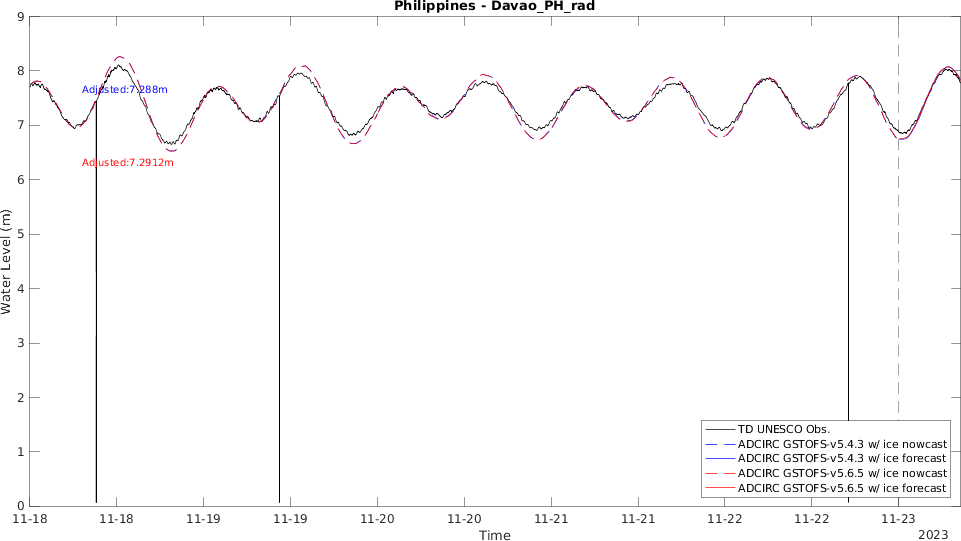 Philippines - Davao_PH_rad
9
8
7
6
5
4
3
2
1
0
Water Level (m)
Adjusted:7.288m
Adjusted:7.2912m
TD UNESCO Obs.
ADCIRC GSTOFS-v5.4.3 w/ ice nowcast
ADCIRC GSTOFS-v5.4.3 w/ ice forecast
ADCIRC GSTOFS-v5.6.5 w/ ice nowcast
ADCIRC GSTOFS-v5.6.5 w/ ice forecast
11-18 11-18 11-19 11-19 11-20 11-20 11-21 11-21 11-22 11-22 11-23
Time
2023